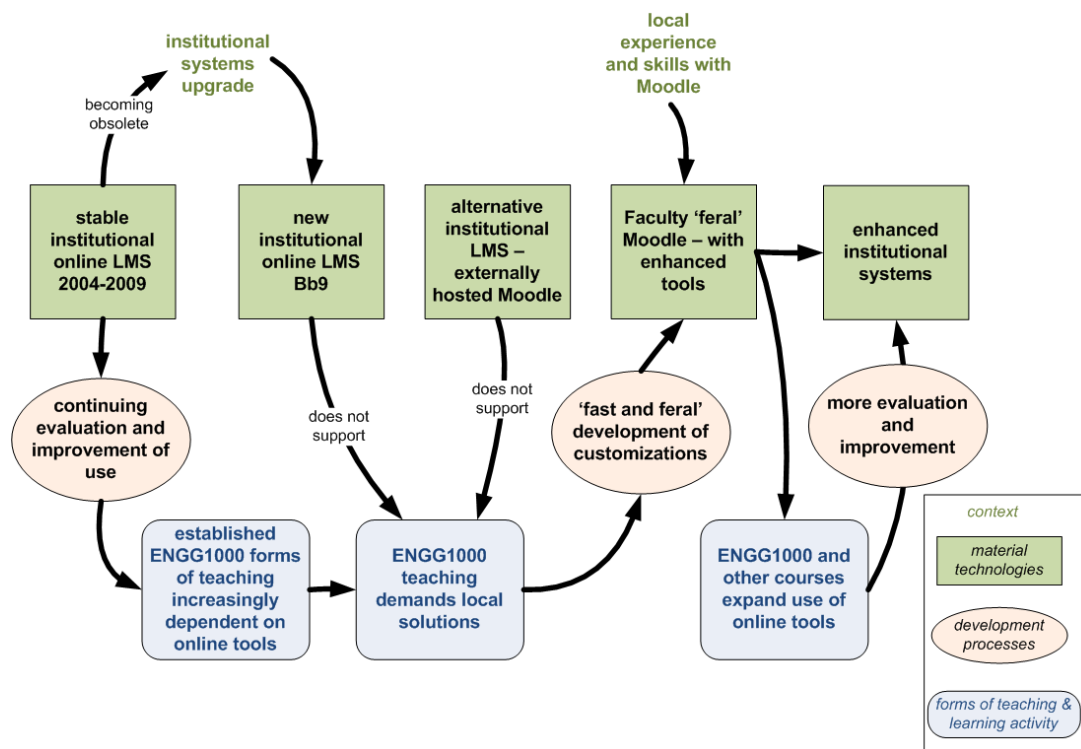 institutional
systems
upgrade
local
experience
and skills with
Moodle
becoming
obsolete
stable
institutional
online LMS
2004-2009
new
institutional
online LMS
Bb9
alternative
institutional
LMS –
externally
hosted Moodle
Faculty ‘feral’
Moodle – with
enhanced
tools
enhanced
institutional
systems
continuing
evaluation and
improvement of
use
does not
support
does not
support
‘fast and feral’
development of
customizations
more evaluation
and
improvement
established
ENGG1000 forms
of teaching
increasingly
dependent on
online tools
ENGG1000
teaching
demands local
solutions
ENGG1000 and
other courses
expand use of
online tools
context
material
technologies
development
processes
forms of teaching &
learning activity